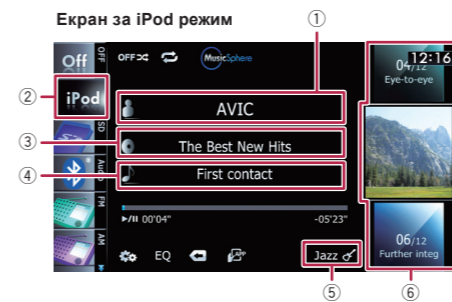 Екран за iPod режим
①
Off OFF OFF MusicSphere 04/12 12:16
Eye-to-eye
② iPod AVIC
SD
③ The Best New Hits
④ Audio First contact
FM
►/II 00'04" -05'23"
AM
EQ APP Jazz
06/12
Further integ
⑤ ⑥